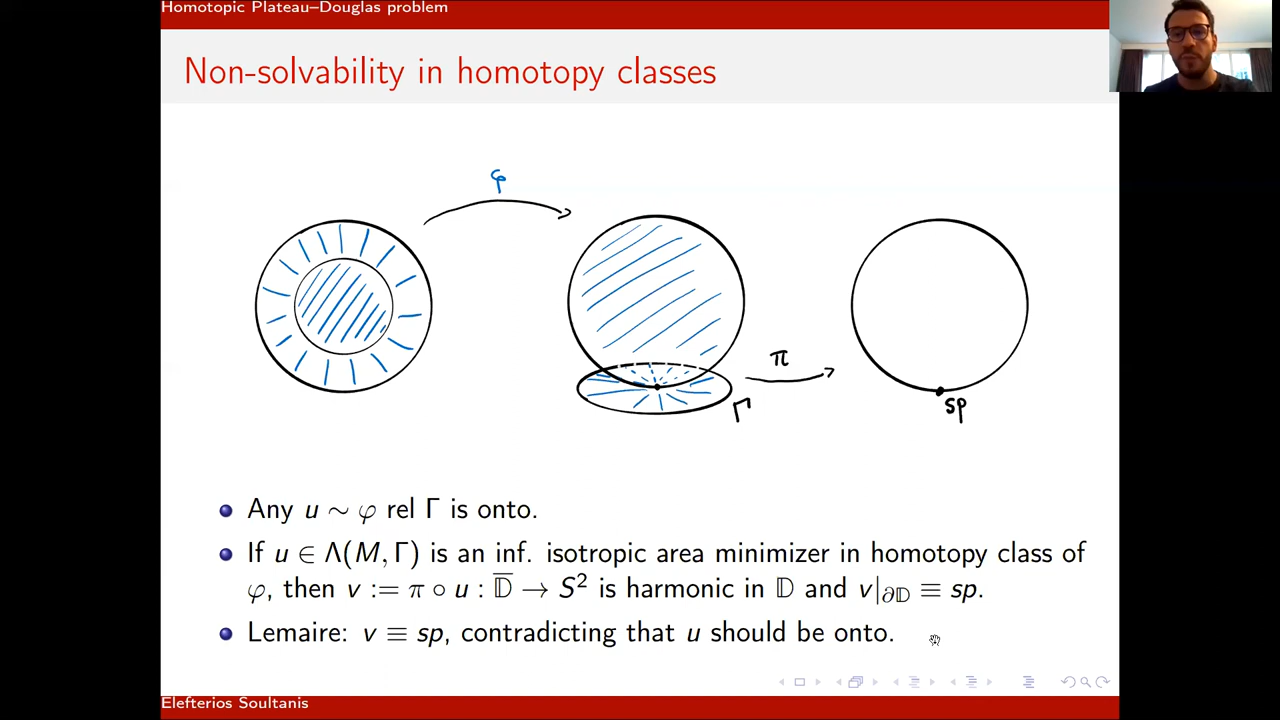 Homotopic Plateau–Douglas problem
Non-solvability in homotopy classes
φ
π
Γ
sp
Any u ∼ φ rel Γ is onto.
If u ∈ Λ(M, Γ) is an inf. isotropic area minimizer in homotopy class of
φ, then v := π ∘ u : 𝔻̅ → S² is harmonic in 𝔻 and v|∂𝔻 ≡ sp.
Lemaire: v ≡ sp, contradicting that u should be onto.
Elefterios Soultanis